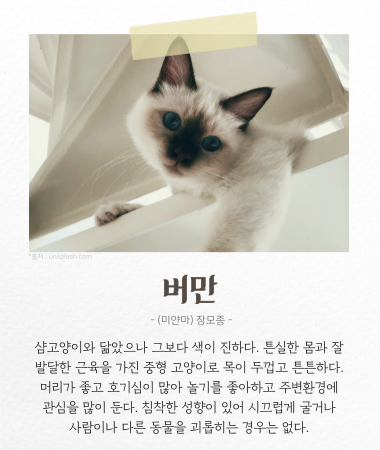 *출처 : unsplash.com
버만
- (미얀마) 장모종 -
샴고양이와 닮았으나 그보다 색이 진하다. 튼실한 몸과 잘
발달한 근육을 가진 중형 고양이로 목이 두껍고 튼튼하다.
머리가 좋고 호기심이 많아 놀기를 좋아하고 주변환경에
관심을 많이 둔다. 침착한 성향이 있어 시끄럽게 굴거나
사람이나 다른 동물을 괴롭히는 경우는 없다.